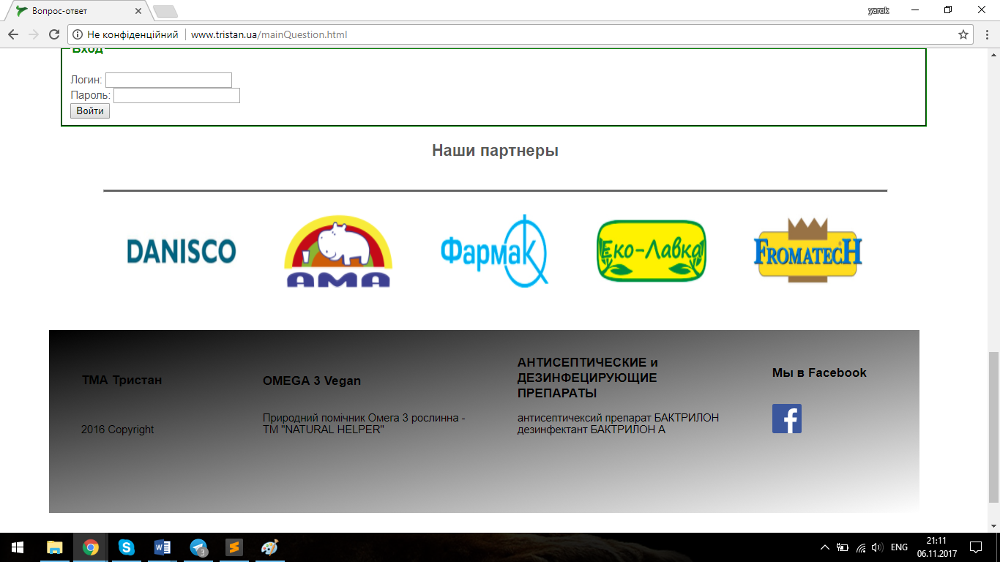 Вопрос-ответ
yarok
Не конфіденційний
www.tristan.ua/mainQuestion.html
Вход
Логин:
Пароль:
Войти
Наши партнеры
DANISCO
АМА
Фармак
Еко-Лавка
FROMATECH
ТМА Тристан
2016 Copyright
OMEGA 3 Vegan
Природний помічник Омега 3 рослинна -
ТМ "NATURAL HELPER"
АНТИСЕПТИЧЕСКИЕ и
ДЕЗИНФЕЦИРУЮЩИЕ
ПРЕПАРАТЫ
антисептичексий препарат БАКТРИЛОН
дезинфектант БАКТРИЛОН А
Мы в Facebook
3
ENG
21:11
06.11.2017